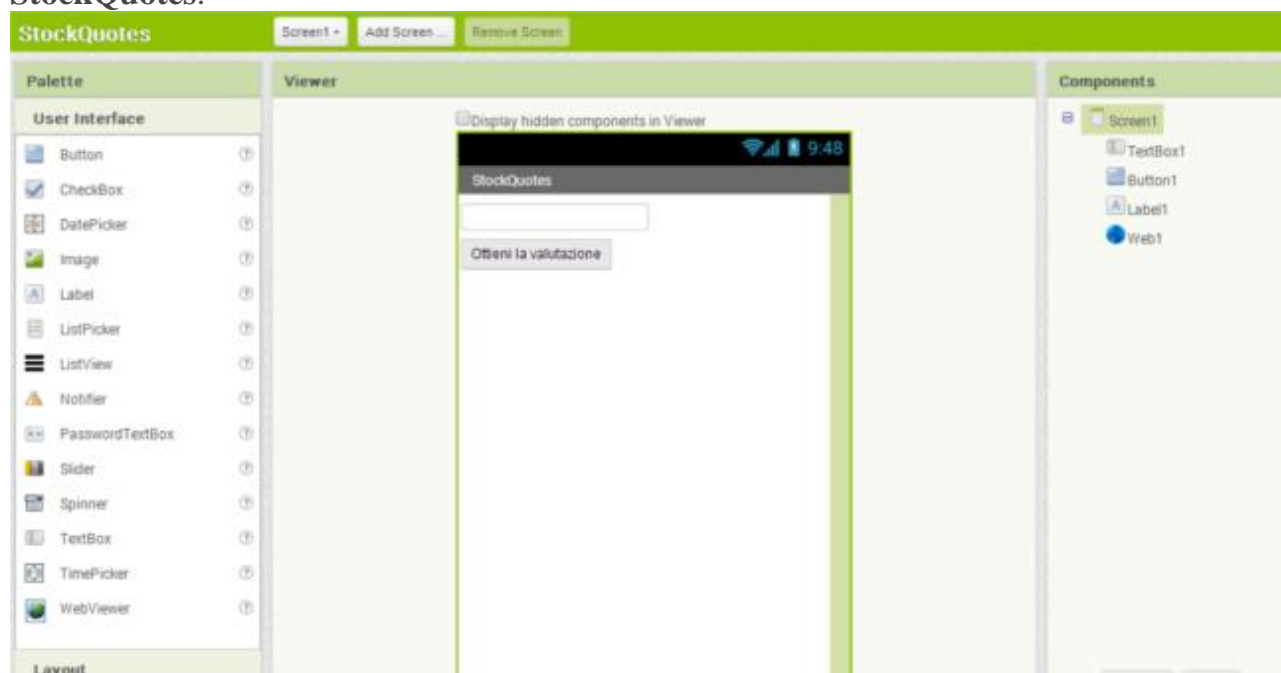 StockQuotes.
StockQuotes
Screen1
Add Screen ...
Remove Screen
Palette
Viewer
Components
User Interface
Button
CheckBox
DatePicker
Image
Label
ListPicker
ListView
Notifier
PasswordTextBox
Slider
Spinner
TextBox
TimePicker
WebViewer
Layout
Display hidden components in Viewer
9:48
StockQuotes
Ottieni la valutazione
Screen1
TextBox1
Button1
Label1
Web1